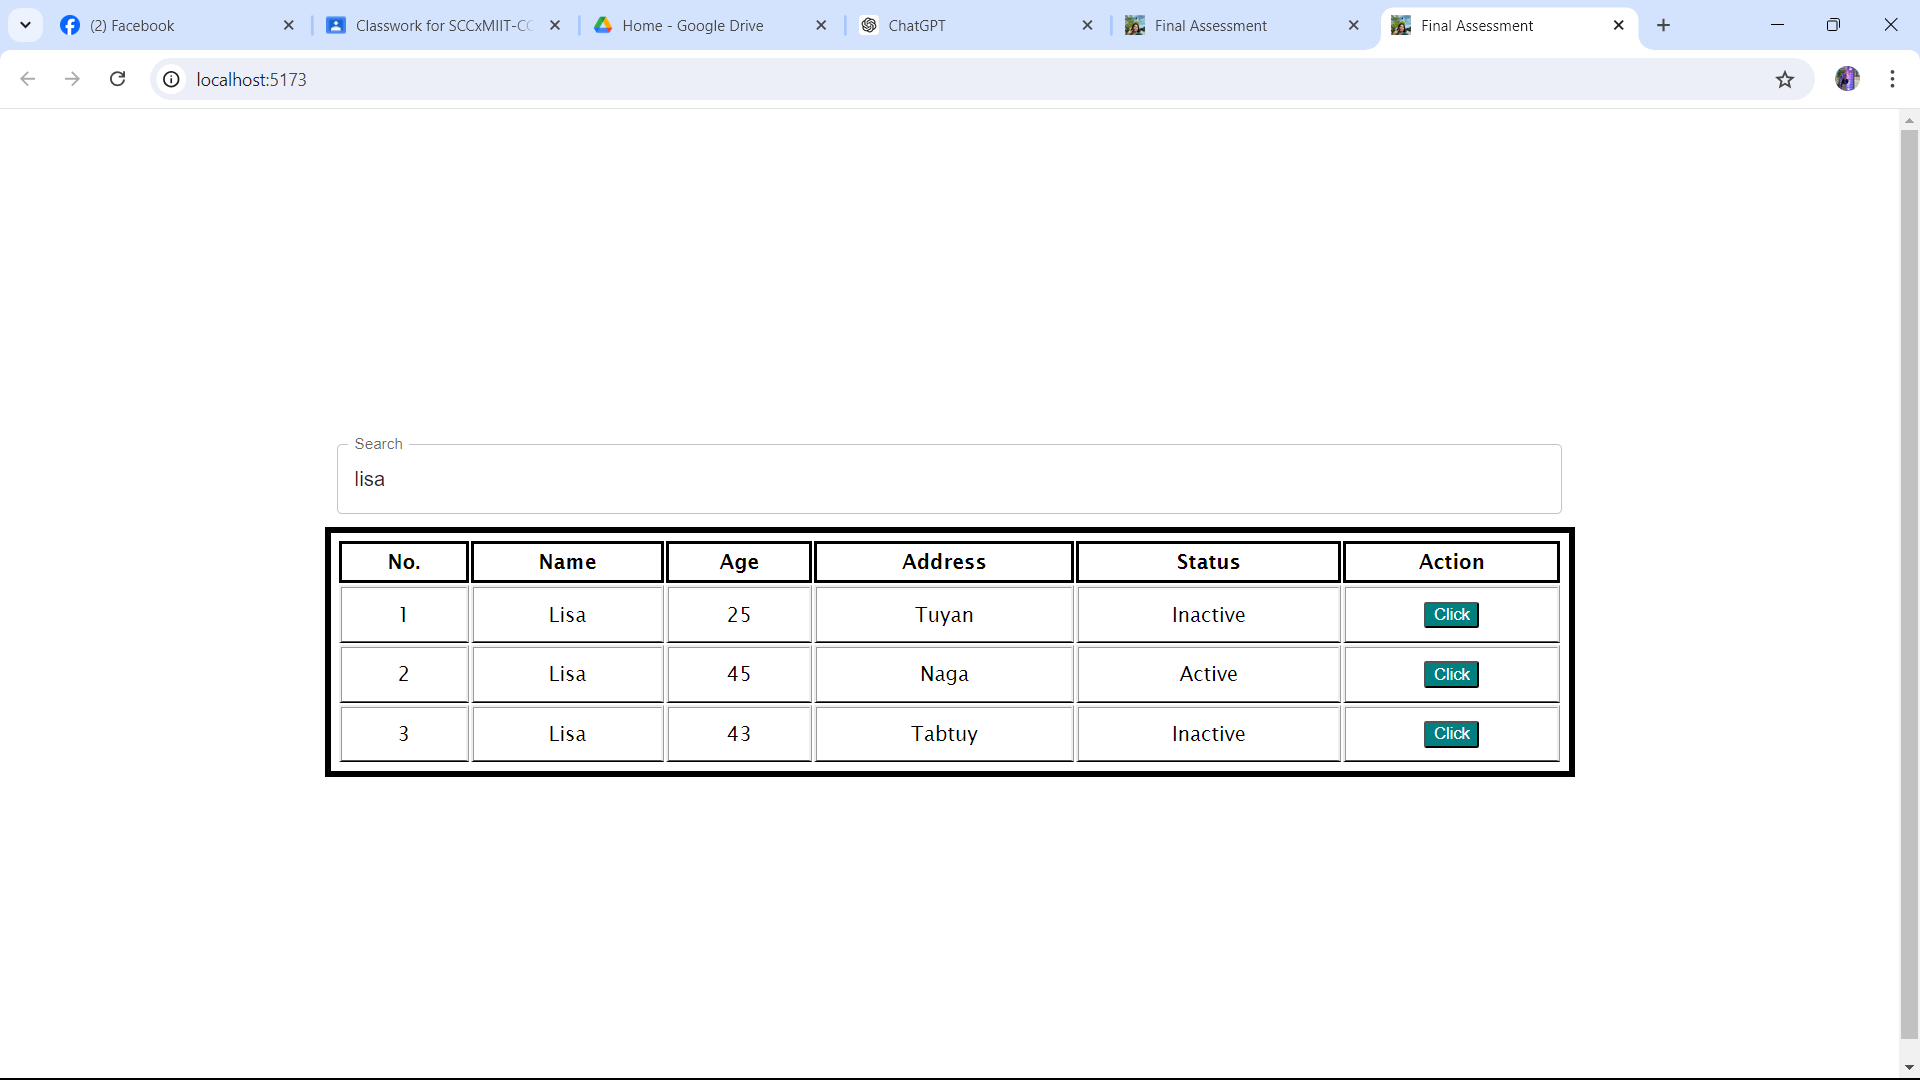 (2) Facebook
Classwork for SCCxMIIT-CC
Home - Google Drive
ChatGPT
Final Assessment
Final Assessment
localhost:5173
Search
lisa
No. Name Age Address Status Action
1 Lisa 25 Tuyan Inactive Click
2 Lisa 45 Naga Active Click
3 Lisa 43 Tabtuy Inactive Click